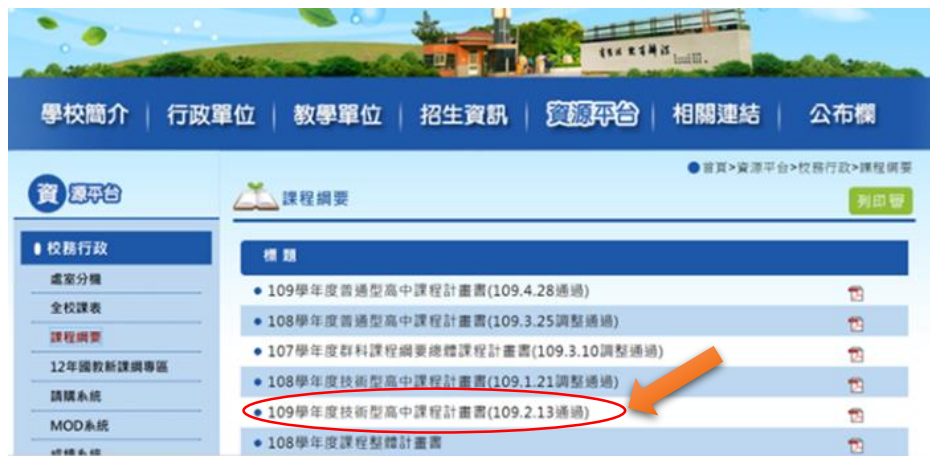 學校簡介 | 行政單位 | 教學單位 | 招生資訊 | 資源平台 | 相關連結 | 公布欄
首頁>資源平台>校務行政>課程綱要
資源平台
課程綱要
列印
校務行政
處室分機
全校課表
課程綱要
12年國教新課綱專區
請購系統
MOD系統
成績系統
標 題
109學年度普通型高中課程計畫書(109.4.28通過)
108學年度普通型高中課程計畫書(109.3.25調整通過)
107學年度群科課程綱要總體課程計畫書(109.3.10調整通過)
108學年度技術型高中課程計畫書(109.1.21調整通過)
109學年度技術型高中課程計畫書(109.2.13通過)
108學年度課程整體計畫書